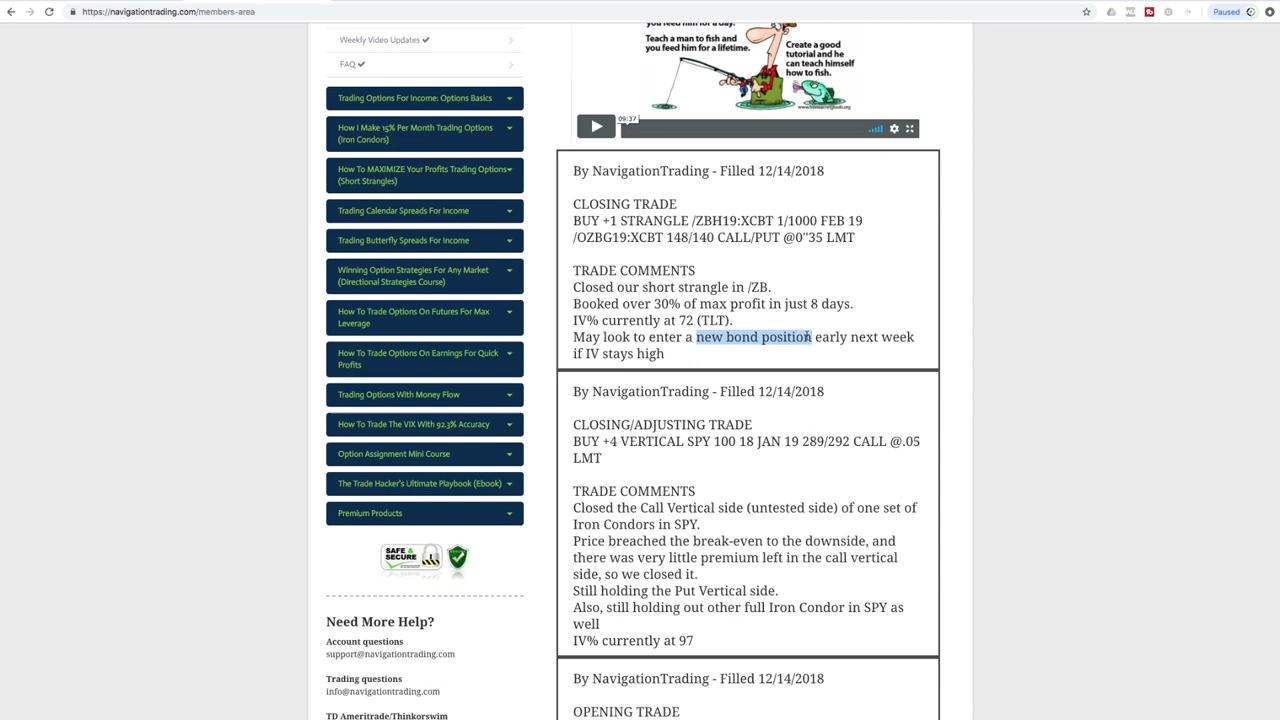 https://navigationtrading.com/members-area
Paused
Weekly Video Updates ✔
FAQ ✔
Trading Options For Income: Options Basics
How I Make 15% Per Month Trading Options
(Iron Condors)
How To MAXIMIZE Your Profits Trading Options
(Short Strangles)
Trading Calendar Spreads For Income
Trading Butterfly Spreads For Income
Winning Option Strategies For Any Market
(Directional Strategies Course)
How To Trade Options On Futures For Max
Leverage
How To Trade Options On Earnings For Quick
Profits
Trading Options With Money Flow
How To Trade The VIX With 92.3% Accuracy
Option Assignment Mini Course
The Trade Hacker's Ultimate Playbook (Ebook)
Premium Products
SAFE &
SECURE
Need More Help?
Account questions
support@navigationtrading.com
Trading questions
info@navigationtrading.com
TD Ameritrade/Thinkorswim
you feed him for a day.
Teach a man to fish and
you feed him for a lifetime.
Create a good
tutorial and he
can teach himself
how to fish.
09:37
By NavigationTrading - Filled 12/14/2018
CLOSING TRADE
BUY +1 STRANGLE /ZBH19:XCBT 1/1000 FEB 19
/OZBG19:XCBT 148/140 CALL/PUT @0"35 LMT
TRADE COMMENTS
Closed our short strangle in /ZB.
Booked over 30% of max profit in just 8 days.
IV% currently at 72 (TLT).
May look to enter a new bond position early next week
if IV stays high
By NavigationTrading - Filled 12/14/2018
CLOSING/ADJUSTING TRADE
BUY +4 VERTICAL SPY 100 18 JAN 19 289/292 CALL @.05
LMT
TRADE COMMENTS
Closed the Call Vertical side (untested side) of one set of
Iron Condors in SPY.
Price breached the break-even to the downside, and
there was very little premium left in the call vertical
side, so we closed it.
Still holding the Put Vertical side.
Also, still holding out other full Iron Condor in SPY as
well
IV% currently at 97
By NavigationTrading - Filled 12/14/2018
OPENING TRADE